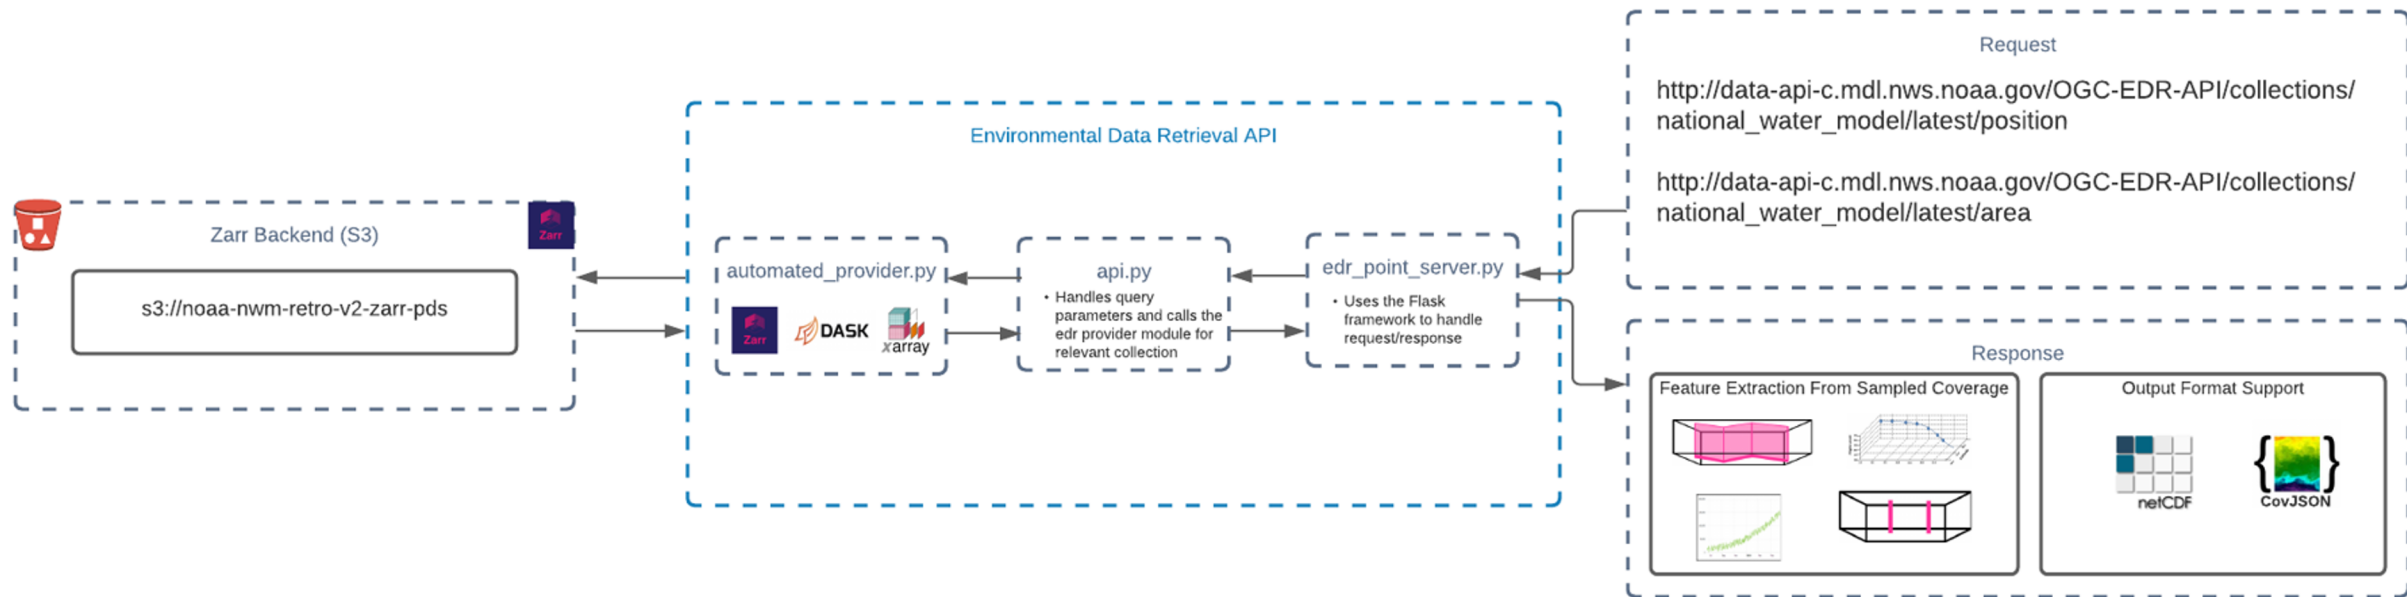 Zarr Backend (S3)
Zarr
s3://noaa-nwm-retro-v2-zarr-pds
Environmental Data Retrieval API
automated_provider.py
Zarr
DASK
xarray
api.py
• Handles query
parameters and calls the
edr provider module for
relevant collection
edr_point_server.py
• Uses the Flask
framework to handle
request/response
Request
http://data-api-c.mdl.nws.noaa.gov/OGC-EDR-API/collections/
national_water_model/latest/position
http://data-api-c.mdl.nws.noaa.gov/OGC-EDR-API/collections/
national_water_model/latest/area
Response
Feature Extraction From Sampled Coverage
Output Format Support
netCDF
{ }
CovJSON